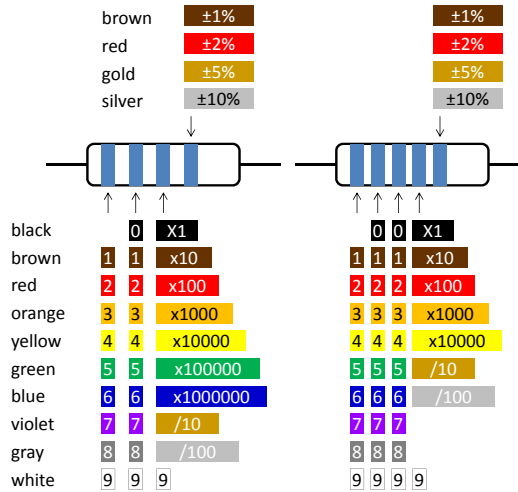 brown ±1% ±1%
red ±2% ±2%
gold ±5% ±5%
silver ±10% ±10%
black 0 X1 0 0 X1
brown 1 1 x10 1 1 1 x10
red 2 2 x100 2 2 2 x100
orange 3 3 x1000 3 3 3 x1000
yellow 4 4 x10000 4 4 4 x10000
green 5 5 x100000 5 5 5 /10
blue 6 6 x1000000 6 6 6 /100
violet 7 7 /10 7 7 7
gray 8 8 /100 8 8 8
white 9 9 9 9 9 9 9